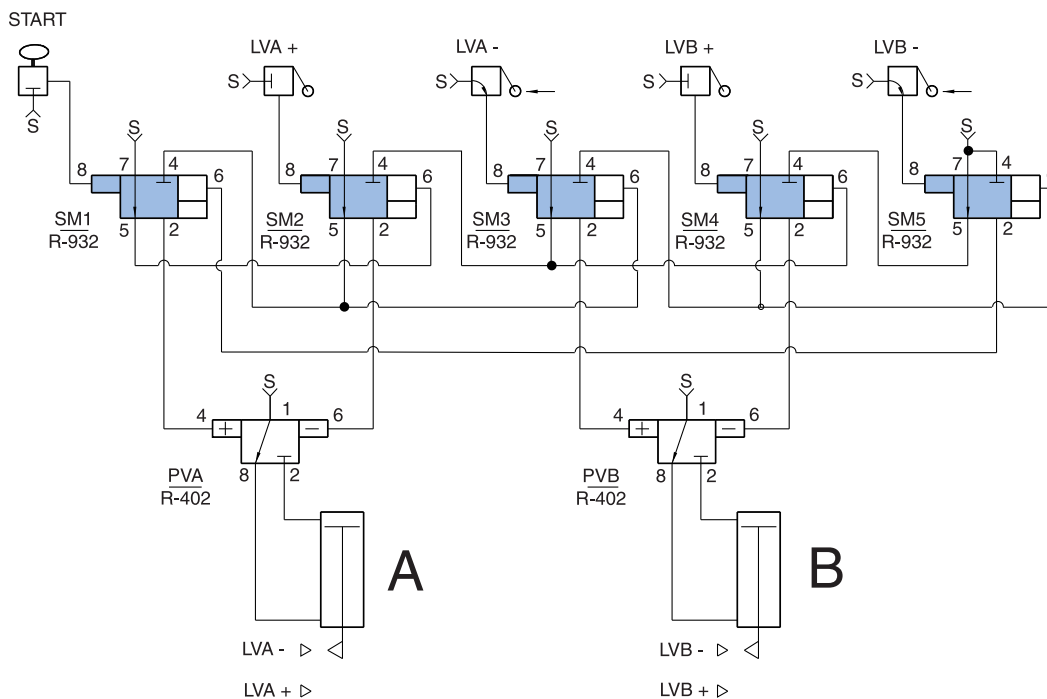 START
LVA +
LVA -
LVB +
LVB -
S
S
S
S
S
S
S
S
S
S
8 7 4 6
8 7 4 6
8 7 4 6
8 7 4 6
8 7 4
SM1
R-932
5 2
SM2
R-932
5 2
SM3
R-932
5 2
SM4
R-932
5 2
SM5
R-932
5 2
S
4 + 1 - 6
PVA
R-402
8 2
S
4 + 1 - 6
PVB
R-402
8 2
A
B
LVA -
LVA +
LVB -
LVB +